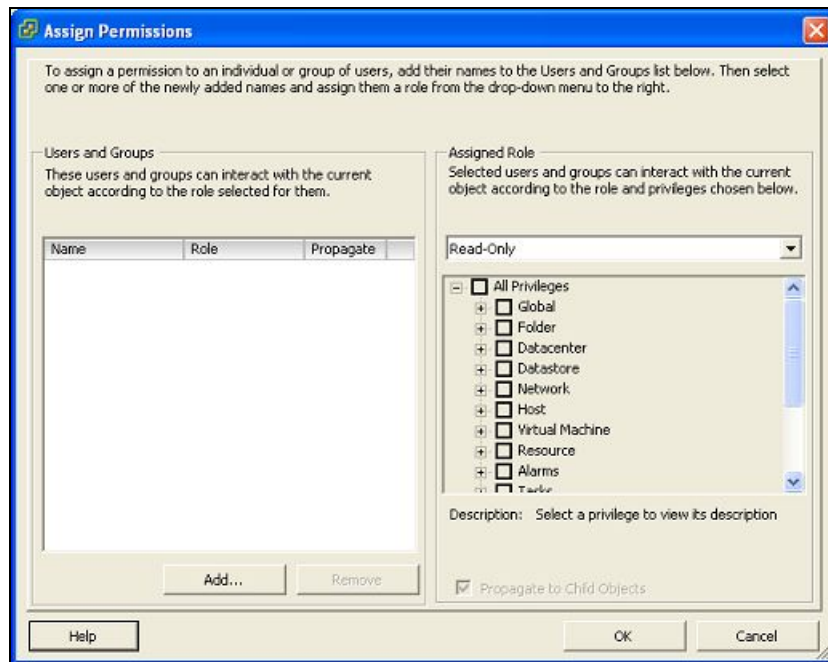 Assign Permissions
To assign a permission to an individual or group of users, add their names to the Users and Groups list below. Then select
one or more of the newly added names and assign them a role from the drop-down menu to the right.
Users and Groups
These users and groups can interact with the current
object according to the role selected for them.
Name Role Propagate
Add... Remove
Assigned Role
Selected users and groups can interact with the current
object according to the role and privileges chosen below.
Read-Only
All Privileges
Global
Folder
Datacenter
Datastore
Network
Host
Virtual Machine
Resource
Alarms
Tasks
Description: Select a privilege to view its description
Propagate to Child Objects
Help OK Cancel